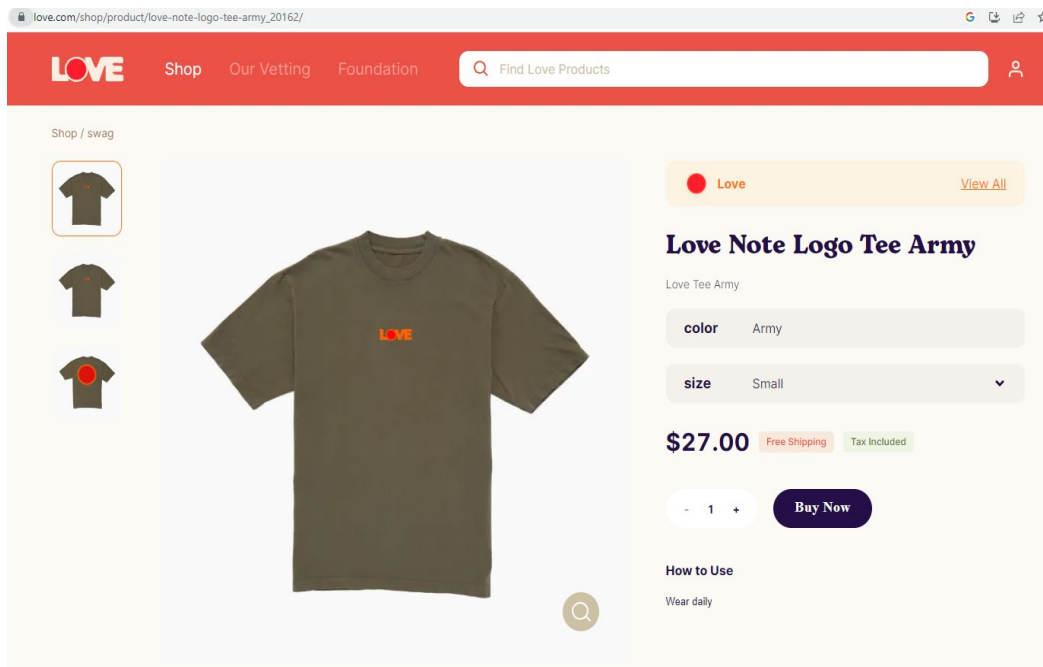 love.com/shop/product/love-note-logo-tee-army_20162/
LOVE Shop Our Vetting Foundation Find Love Products
Shop / swag
Love View All
Love Note Logo Tee Army
Love Tee Army
LOVE
color Army
size Small
$27.00 Free Shipping Tax Included
- 1 + Buy Now
How to Use
Wear daily